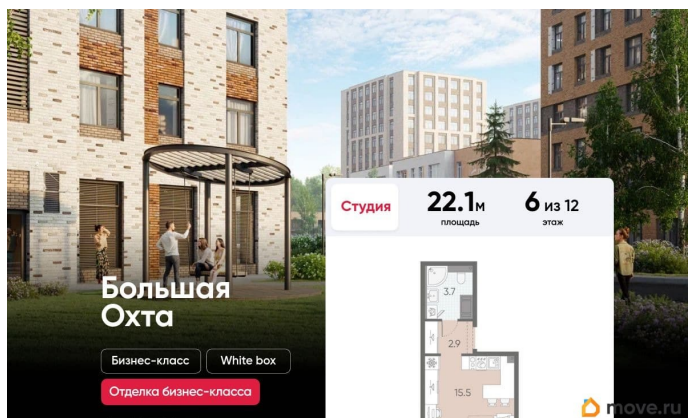 Студия
22.1м
площадь
6 из 12
этаж
3.7
2.9
15.5
Большая
Охта
Бизнес-класс
White box
Отделка бизнес-класса
move.ru